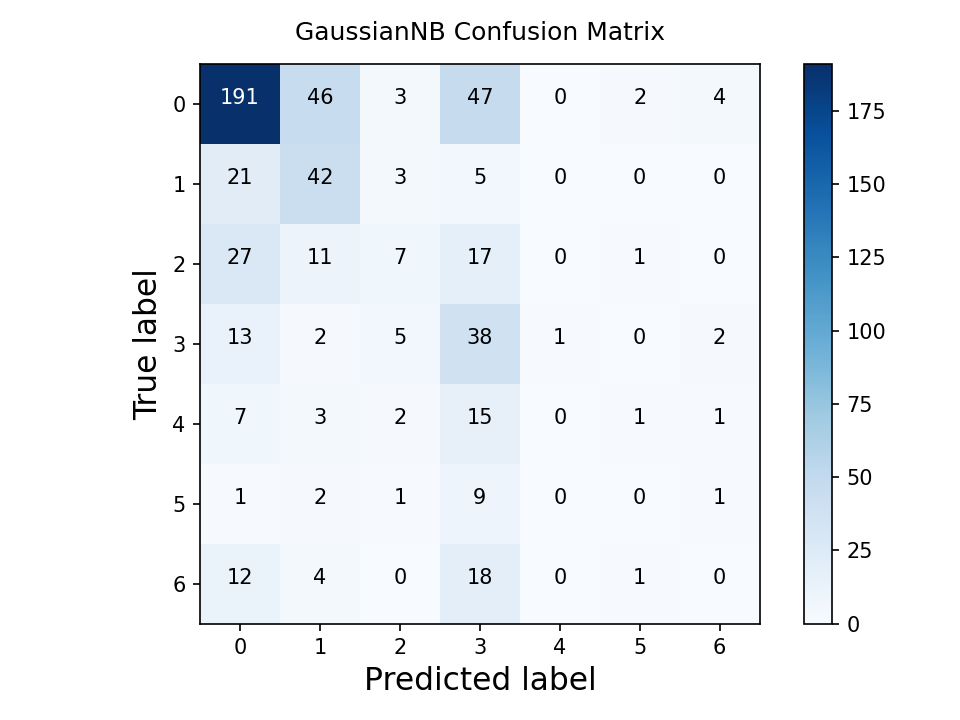 GaussianNB Confusion Matrix
0 191 46 3 47 0 2 4
1 21 42 3 5 0 0 0
2 27 11 7 17 0 1 0
3 13 2 5 38 1 0 2
4 7 3 2 15 0 1 1
5 1 2 1 9 0 0 1
6 12 4 0 18 0 1 0
0 1 2 3 4 5 6
Predicted label
True label
175
150
125
100
75
50
25
0